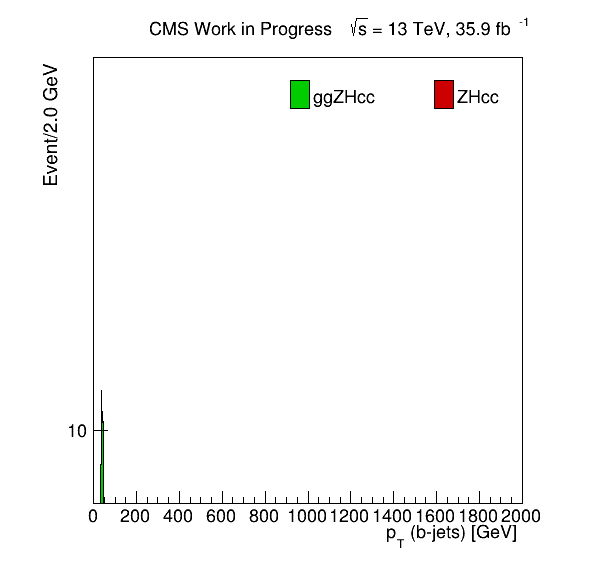 CMS Work in Progress √s = 13 TeV, 35.9 fb -1
Event/2.0 GeV
ggZHcc ZHcc
10
0 200 400 600 800 1000 1200 1400 1600 1800 2000
p T (b-jets) [GeV]